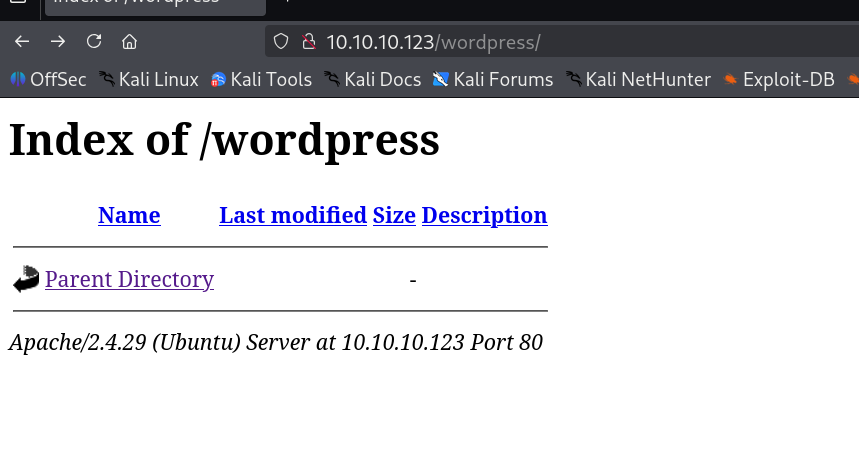 Index of /wordpress
10.10.10.123/wordpress/
OffSec Kali Linux Kali Tools Kali Docs Kali Forums Kali NetHunter Exploit-DB
Index of /wordpress
Name Last modified Size Description
Parent Directory -
Apache/2.4.29 (Ubuntu) Server at 10.10.10.123 Port 80